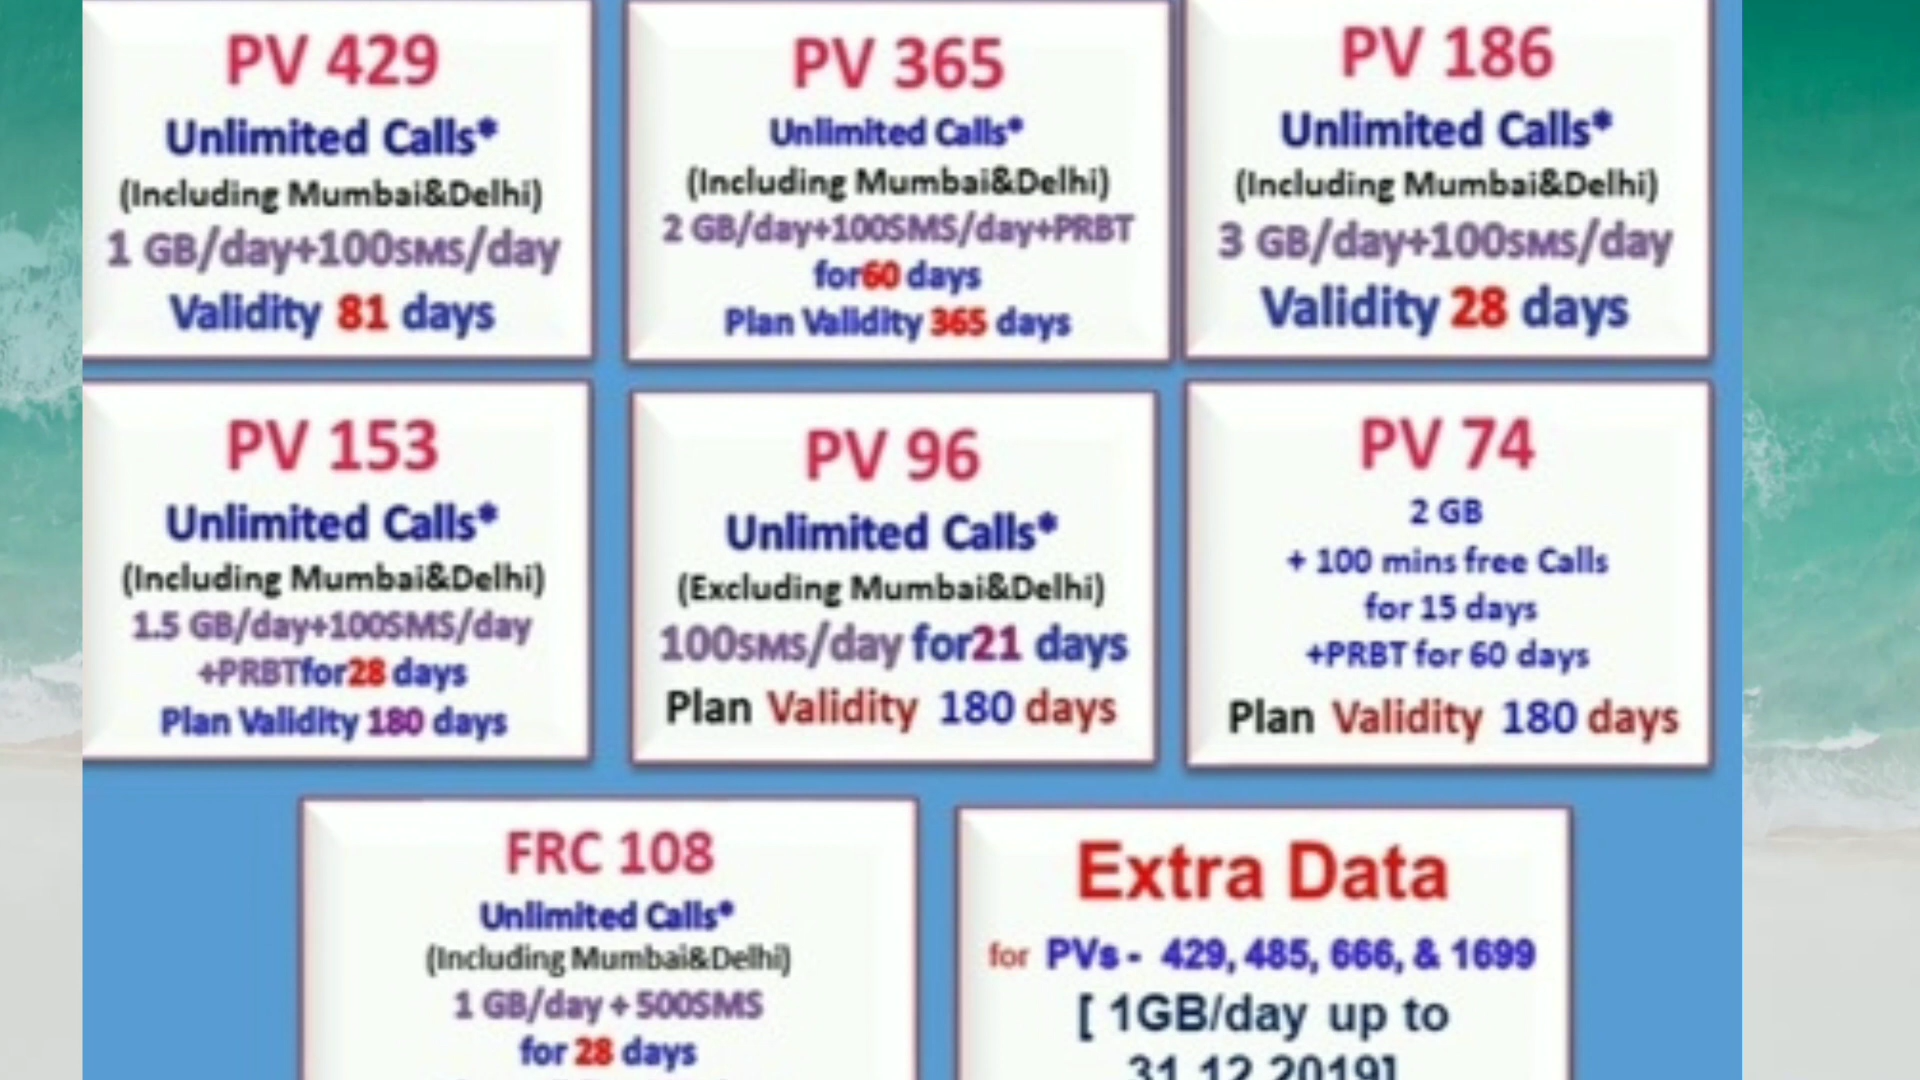 PV 429
Unlimited Calls*
(Including Mumbai&Delhi)
1 GB/day+100SMS/day
Validity 81 days
PV 365
Unlimited Calls*
(Including Mumbai&Delhi)
2 GB/day+100SMS/day+PRBT
for60 days
Plan Validity 365 days
PV 186
Unlimited Calls*
(Including Mumbai&Delhi)
3 GB/day+100SMS/day
Validity 28 days
PV 153
Unlimited Calls*
(Including Mumbai&Delhi)
1.5 GB/day+100SMS/day
+PRBTfor28 days
Plan Validity 180 days
PV 96
Unlimited Calls*
(Excluding Mumbai&Delhi)
100SMS/day for21 days
Plan Validity 180 days
PV 74
2 GB
+ 100 mins free Calls
for 15 days
+PRBT for 60 days
Plan Validity 180 days
FRC 108
Unlimited Calls*
(Including Mumbai&Delhi)
1 GB/day + 500SMS
for 28 days
Extra Data
for PVs - 429, 485, 666, & 1699
[ 1GB/day up to
31.12.2019]